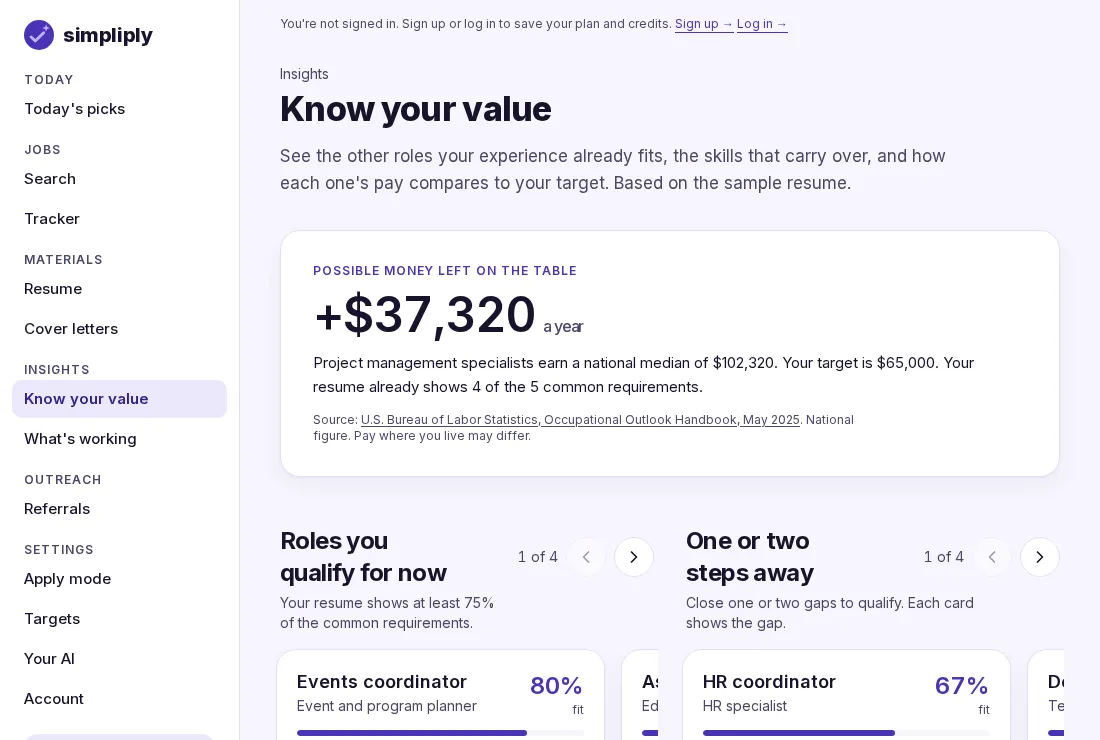 simpliply
TODAY
Today's picks
JOBS
Search
Tracker
MATERIALS
Resume
Cover letters
INSIGHTS
Know your value
What's working
OUTREACH
Referrals
SETTINGS
Apply mode
Targets
Your AI
Account
You're not signed in. Sign up or log in to save your plan and credits. Sign up → Log in →
Insights
Know your value
See the other roles your experience already fits, the skills that carry over, and how
each one's pay compares to your target. Based on the sample resume.
POSSIBLE MONEY LEFT ON THE TABLE
+$37,320 a year
Project management specialists earn a national median of $102,320. Your target is $65,000. Your
resume already shows 4 of the 5 common requirements.
Source: U.S. Bureau of Labor Statistics, Occupational Outlook Handbook, May 2025. National
figure. Pay where you live may differ.
Roles you
qualify for now
1 of 4
Your resume shows at least 75%
of the common requirements.
Events coordinator
Event and program planner
80%
fit
As
Ed
One or two
steps away
1 of 4
Close one or two gaps to qualify. Each card
shows the gap.
HR coordinator
HR specialist
67%
fit
Te